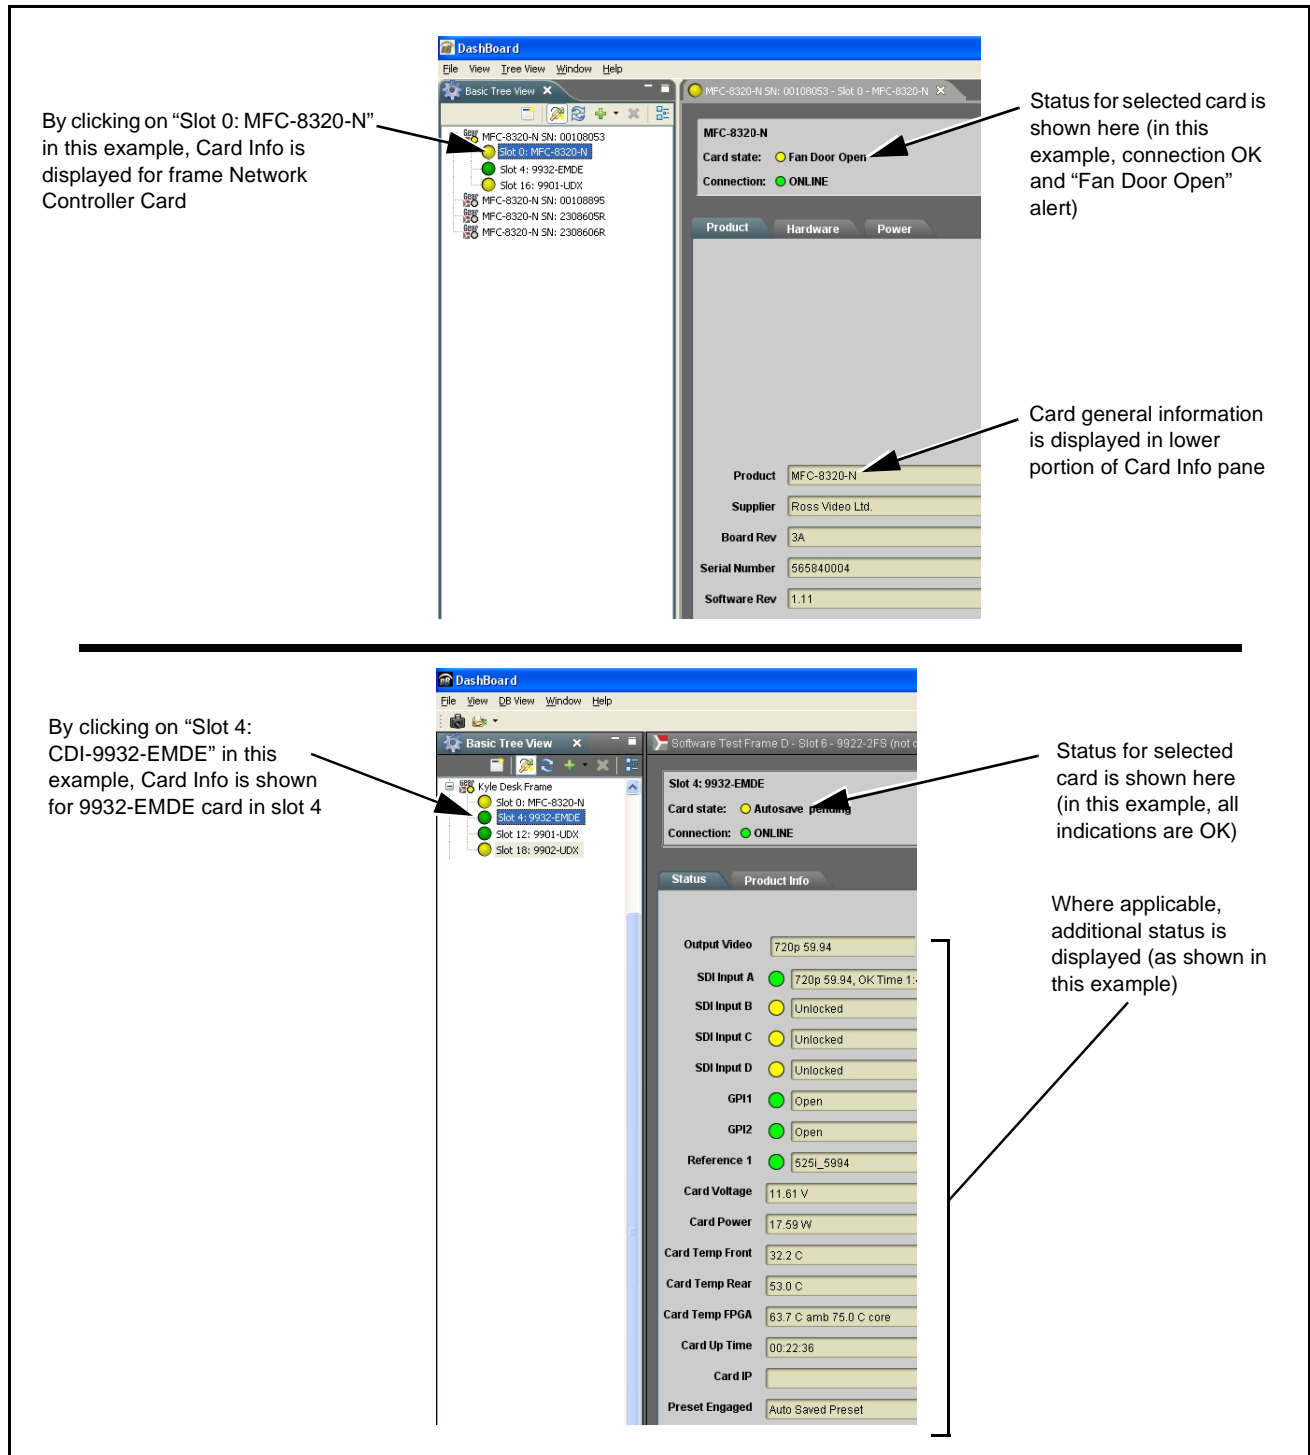 DashBoard
File View Tree View Window Help
Basic Tree View
MFC-8320-N SN: 00108053 - Slot 0 - MFC-8320-N
By clicking on “Slot 0: MFC-8320-N”
in this example, Card Info is
displayed for frame Network
Controller Card
MFC-8320-N SN: 00108053
Slot 0: MFC-8320-N
Slot 4: 9932-EMDE
Slot 16: 9901-UDX
MFC-8320-N SN: 00108895
MFC-8320-N SN: 2308605R
MFC-8320-N SN: 2308606R
MFC-8320-N
Card state: Fan Door Open
Connection: ONLINE
Status for selected card is
shown here (in this
example, connection OK
and “Fan Door Open”
alert)
Product Hardware Power
Card general information
is displayed in lower
portion of Card Info pane
Product MFC-8320-N
Supplier Ross Video Ltd.
Board Rev 3A
Serial Number 565840004
Software Rev 1.11
DashBoard
File View DB View Window Help
Basic Tree View
Software Test Frame D - Slot 6 - 9922-2FS (not c
By clicking on “Slot 4:
CDI-9932-EMDE” in this
example, Card Info is shown
for 9932-EMDE card in slot 4
Kyle Desk Frame
Slot 0: MFC-8320-N
Slot 4: 9932-EMDE
Slot 12: 9901-UDX
Slot 18: 9902-UDX
Slot 4: 9932-EMDE
Card state: Autosave pending
Connection: ONLINE
Status for selected
card is shown here
(in this example, all
indications are OK)
Status Product Info
Where applicable,
additional status is
displayed (as shown in
this example)
Output Video 720p 59.94
SDI Input A 720p 59.94, OK Time 1:
SDI Input B Unlocked
SDI Input C Unlocked
SDI Input D Unlocked
GPI1 Open
GPI2 Open
Reference 1 525i_5994
Card Voltage 11.61 V
Card Power 17.59 W
Card Temp Front 32.2 C
Card Temp Rear 53.0 C
Card Temp FPGA 63.7 C amb 75.0 C core
Card Up Time 00:22:36
Card IP
Preset Engaged Auto Saved Preset